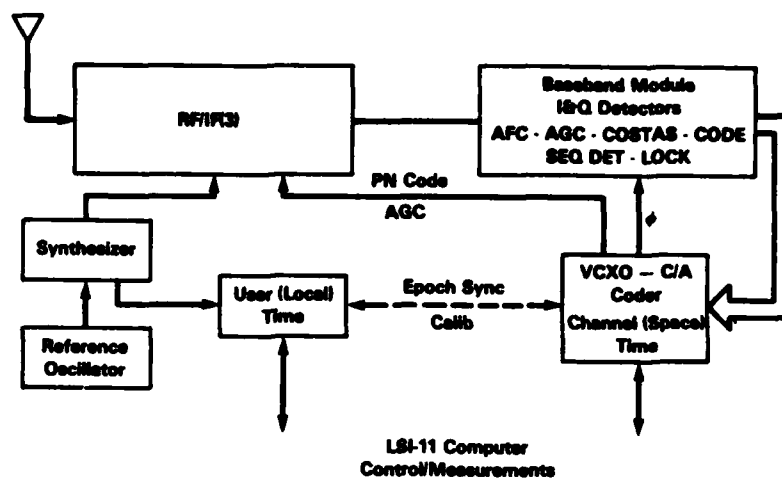 RF/IF(3)
Baseband Module
I&Q Detectors
AFC - AGC - COSTAS - CODE
SEQ DET - LOCK
PN Code
AGC
ϕ
Synthesizer
User (Local)
Time
Epoch Sync
Calib
VCXO — C/A
Coder
Channel (Space)
Time
Reference
Oscillator
LSI-11 Computer
Control/Measurements